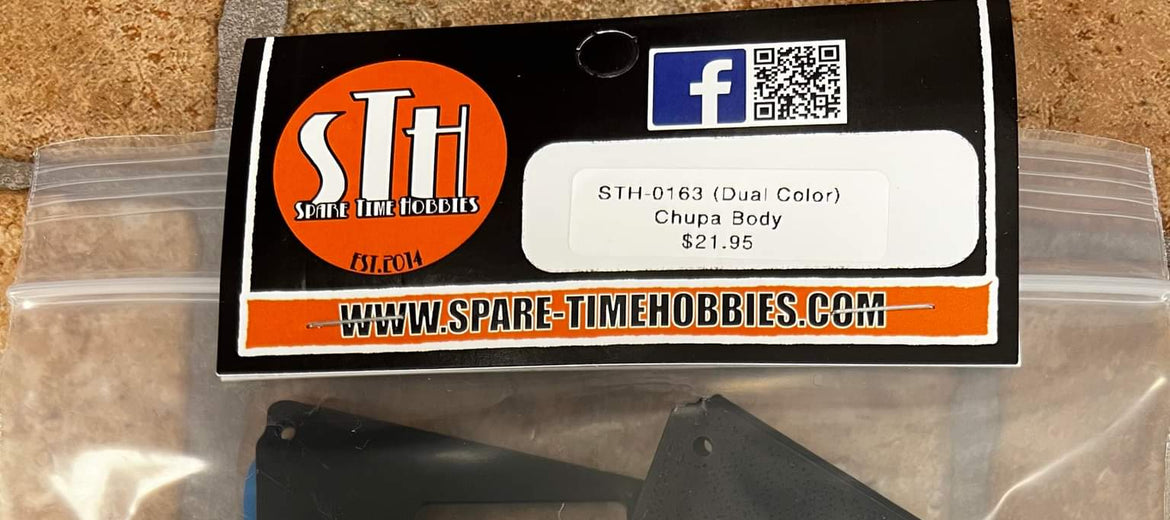 STH
SPARE TIME HOBBIES
EST.2014
f
STH-0163 (Dual Color)
Chupa Body
$21.95
WWW.SPARE-TIMEHOBBIES.COM